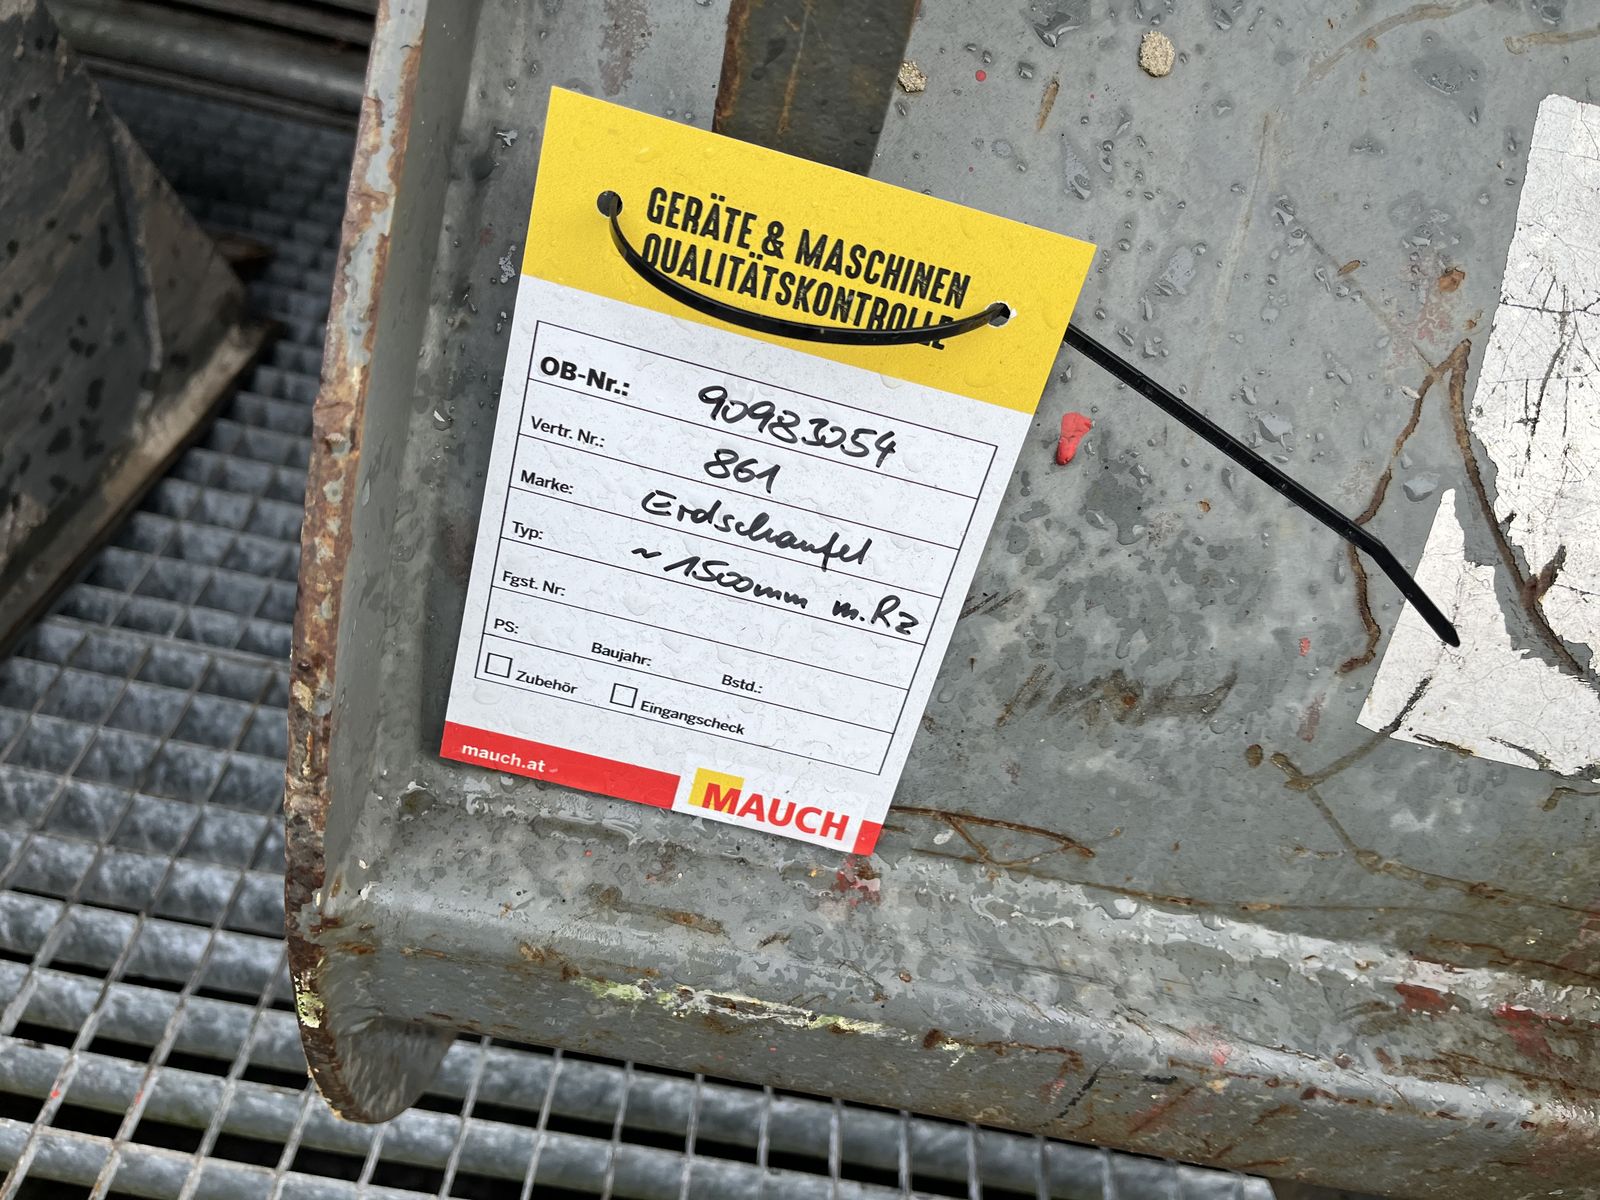 GERÄTE & MASCHINEN
QUALITÄTSKONTROLLE
OB-Nr.: 90983054
Vertr. Nr.: 861
Marke: Erdschaufel
Typ: ~ 1500mm m.Rz
Fgst. Nr:
PS: Baujahr: Bstd.:
Zubehör Eingangscheck
mauch.at MAUCH